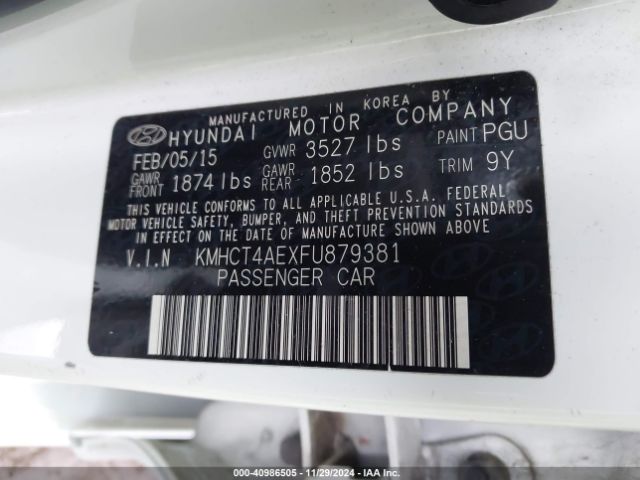 MANUFACTURED IN KOREA BY
HYUNDAI MOTOR COMPANY
FEB/05/15 GVWR 3527 lbs PAINT PGU
GAWR FRONT 1874 lbs GAWR REAR 1852 lbs TRIM 9Y
THIS VEHICLE CONFORMS TO ALL APPLICABLE U.S.A. FEDERAL
MOTOR VEHICLE SAFETY, BUMPER, AND THEFT PREVENTION STANDARDS
IN EFFECT ON THE DATE OF MANUFACTURE SHOWN ABOVE
V.I.N KMHCT4AEXFU879381
PASSENGER CAR
000-40986505 - 11/29/2024 - IAA Inc.